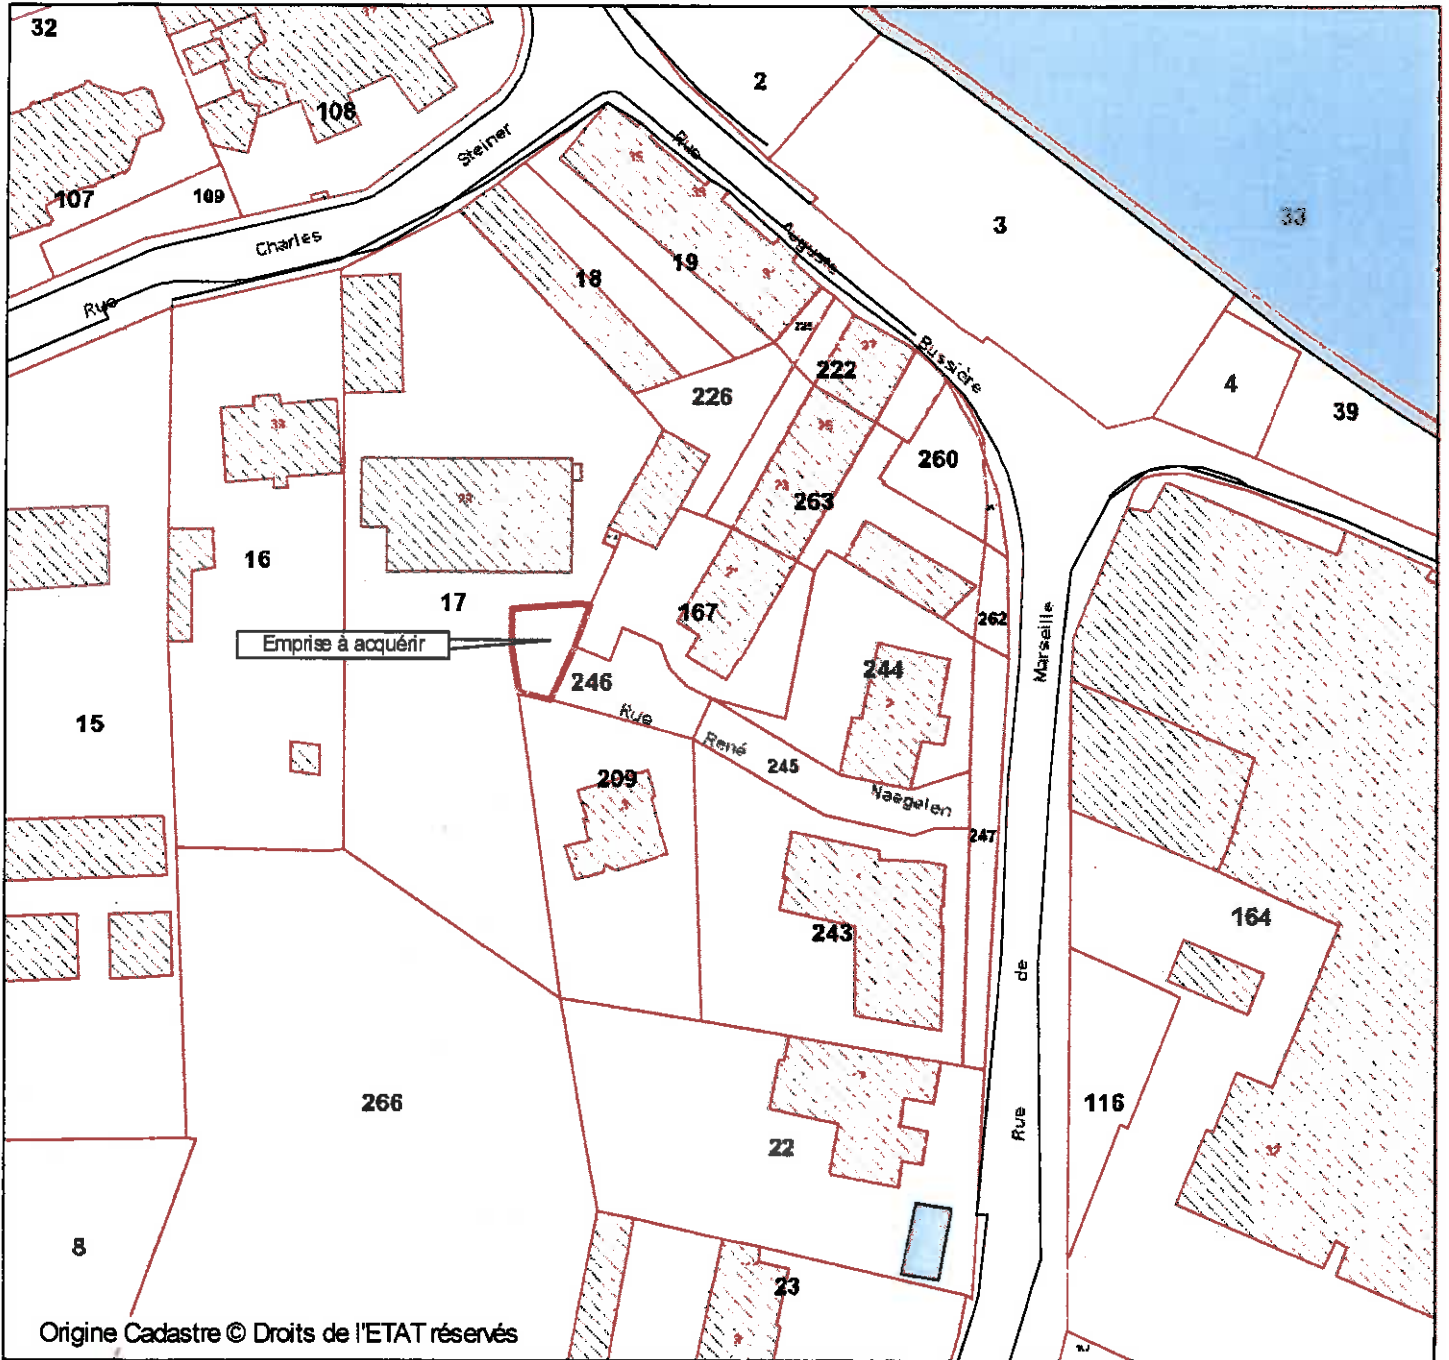 32
2
108
Steiner
Rue
107
109
Charles
3
33
Auguste
19
18
Rue
Bussière
222
226
4
39
260
263
16
17
167
262
Marseille
Emprise à acquérir
244
246
Rue
15
René
245
209
Naegelen
247
164
243
de
266
116
Rue
22
8
23
Origine Cadastre © Droits de l'ETAT réservés